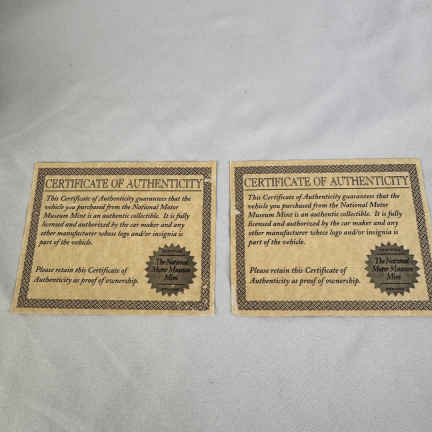 CERTIFICATE OF AUTHENTICITY
This Certificate of Authenticity guarantees that the
vehicle you purchased from the National Motor
Museum Mint is an authentic collectible. It is fully
licensed and authorized by the car maker and any
other manufacturer whose logo and/or insignia is
part of the vehicle.
Please retain this Certificate of
Authenticity as proof of ownership.
The National
Motor Museum
Mint
CERTIFICATE OF AUTHENTICITY
This Certificate of Authenticity guarantees that the
vehicle you purchased from the National Motor
Museum Mint is an authentic collectible. It is fully
licensed and authorized by the car maker and any
other manufacturer whose logo and/or insignia is
part of the vehicle.
Please retain this Certificate of
Authenticity as proof of ownership.
The National
Motor Museum
Mint